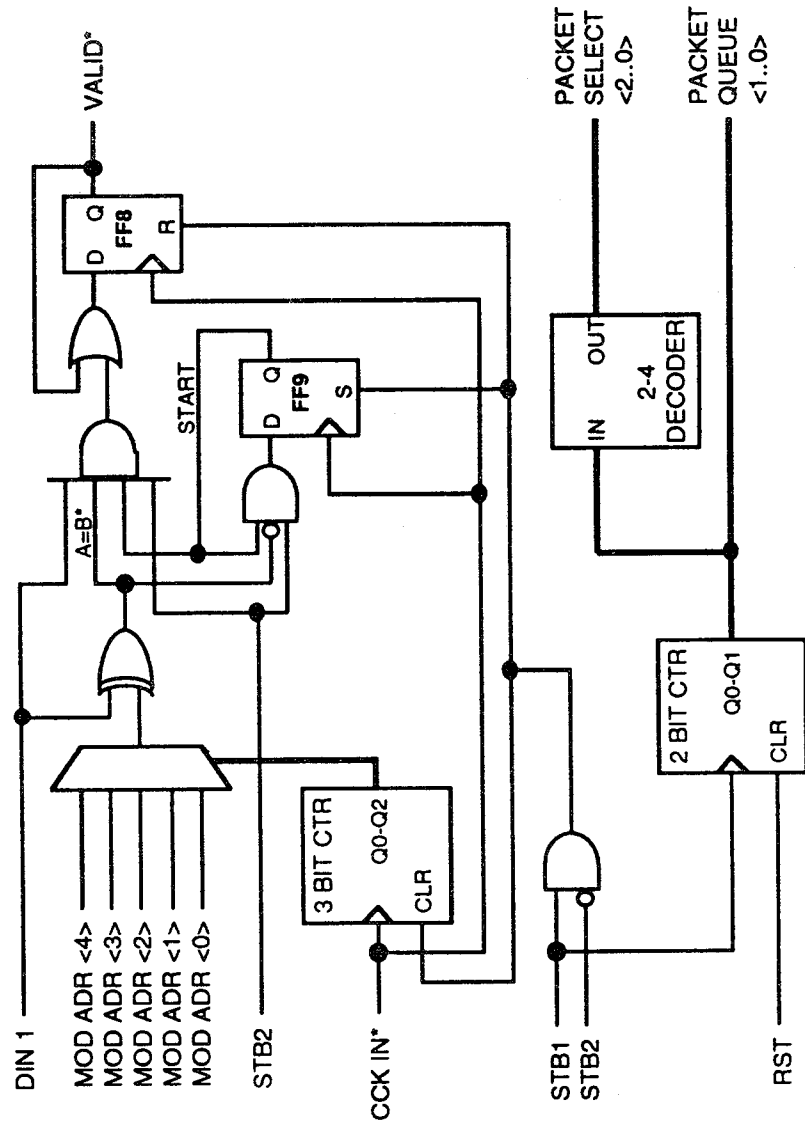 DIN 1
MOD ADR <4>
MOD ADR <3>
MOD ADR <2>
MOD ADR <1>
MOD ADR <0>
STB2
CCK IN*
STB1
STB2
RST
A=B*
START
D
Q
FF8
R
VALID*
D
Q
FF9
S
3 BIT CTR
Q0-Q2
CLR
2 BIT CTR
Q0-Q1
CLR
IN
OUT
2-4
DECODER
PACKET
SELECT
<2..0>
PACKET
QUEUE
<1..0>